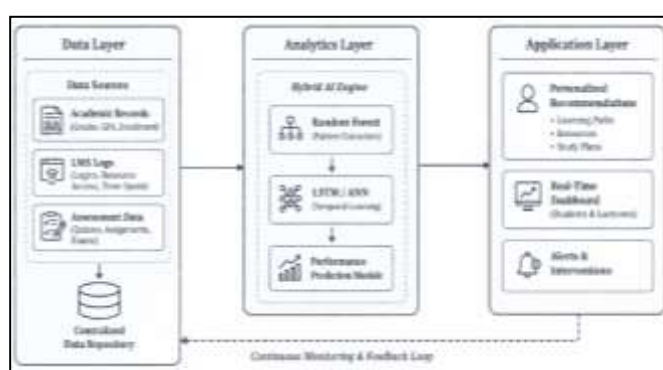 Data Layer
Data Sources
Academic Records
(Grades, GPA, Enrollment)
LMS Logs
(Logins, Resource
Access, Time Spent)
Assessment Data
(Quizzes, Assignments,
Exams)
Centralized
Data Repository
Analytics Layer
Hybrid AI Engine
Random Forest
(Pattern Extraction)
LSTM / ANN
(Temporal Learning)
Performance
Prediction Module
Application Layer
Personalized
Recommendations
• Learning Paths
• Resources
• Study Plans
Real-Time
Dashboard
(Students & Lecturers)
Alerts &
Interventions
Continuous Monitoring & Feedback Loop